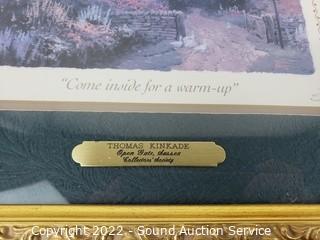 "Come inside for a warm-up"
THOMAS KINKADE
Open Gate, Sussex
Collectors' Society
Copyright 2022 - Sound Auction Service